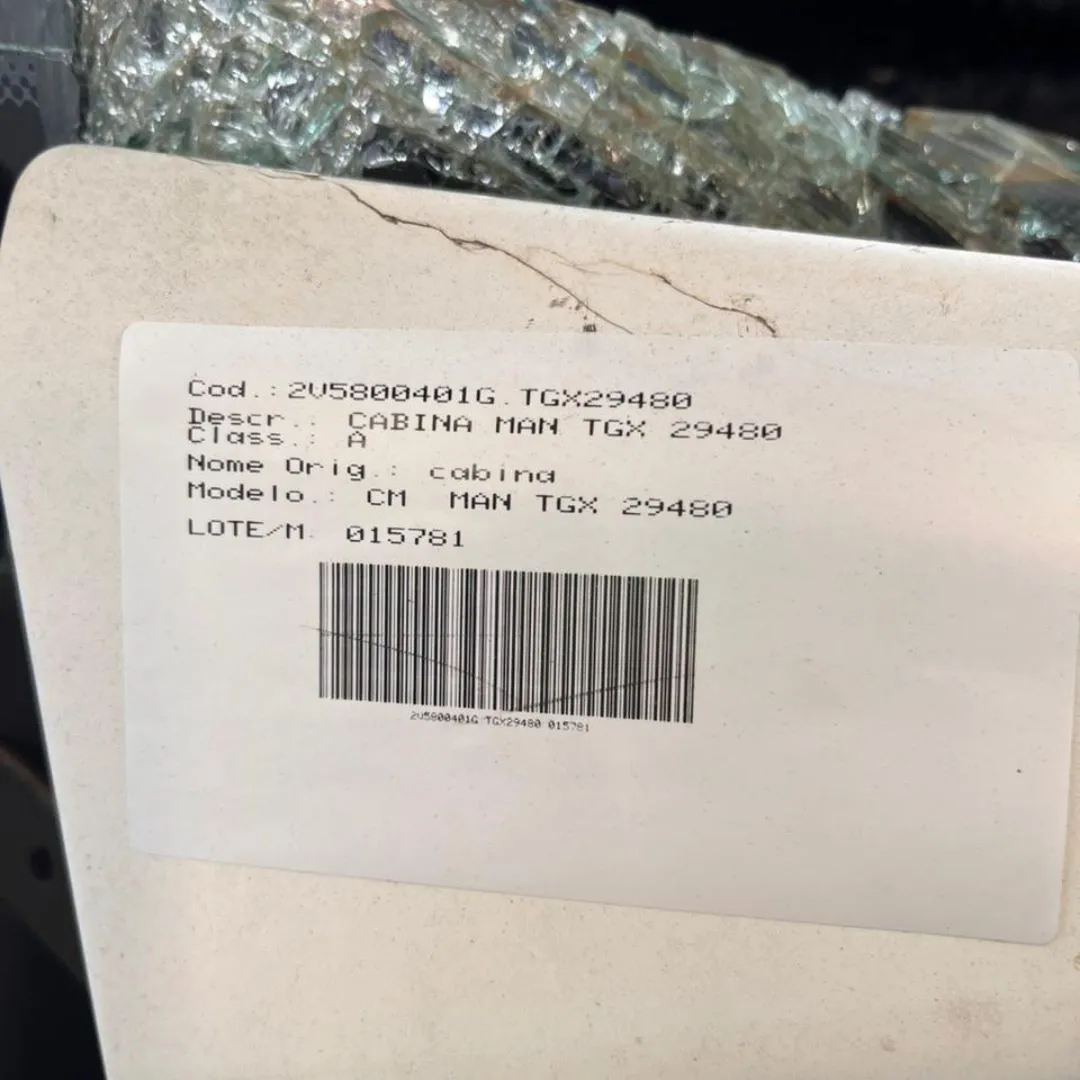 Cod.:2V5800401G.TGX29480
Descr.: CABINA MAN TGX 29480
Class.: A
Nome Orig.: cabina
Modelo.: CM MAN TGX 29480
LOTE/M. 015781
2V5800401G TGX29480 015781